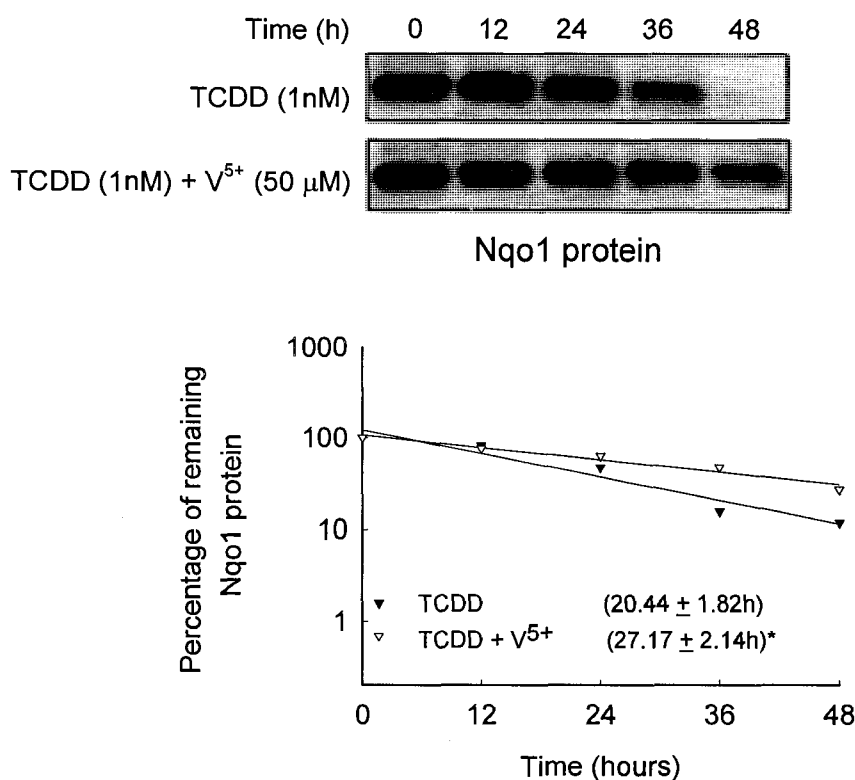 Time (h) 0 12 24 36 48
TCDD (1nM)
TCDD (1nM) + V⁵⁺ (50 μM)
Nqo1 protein
Percentage of remaining
Nqo1 protein
1000
100
10
1
TCDD (20.44 ± 1.82h)
TCDD + V⁵⁺ (27.17 ± 2.14h)*
0 12 24 36 48
Time (hours)